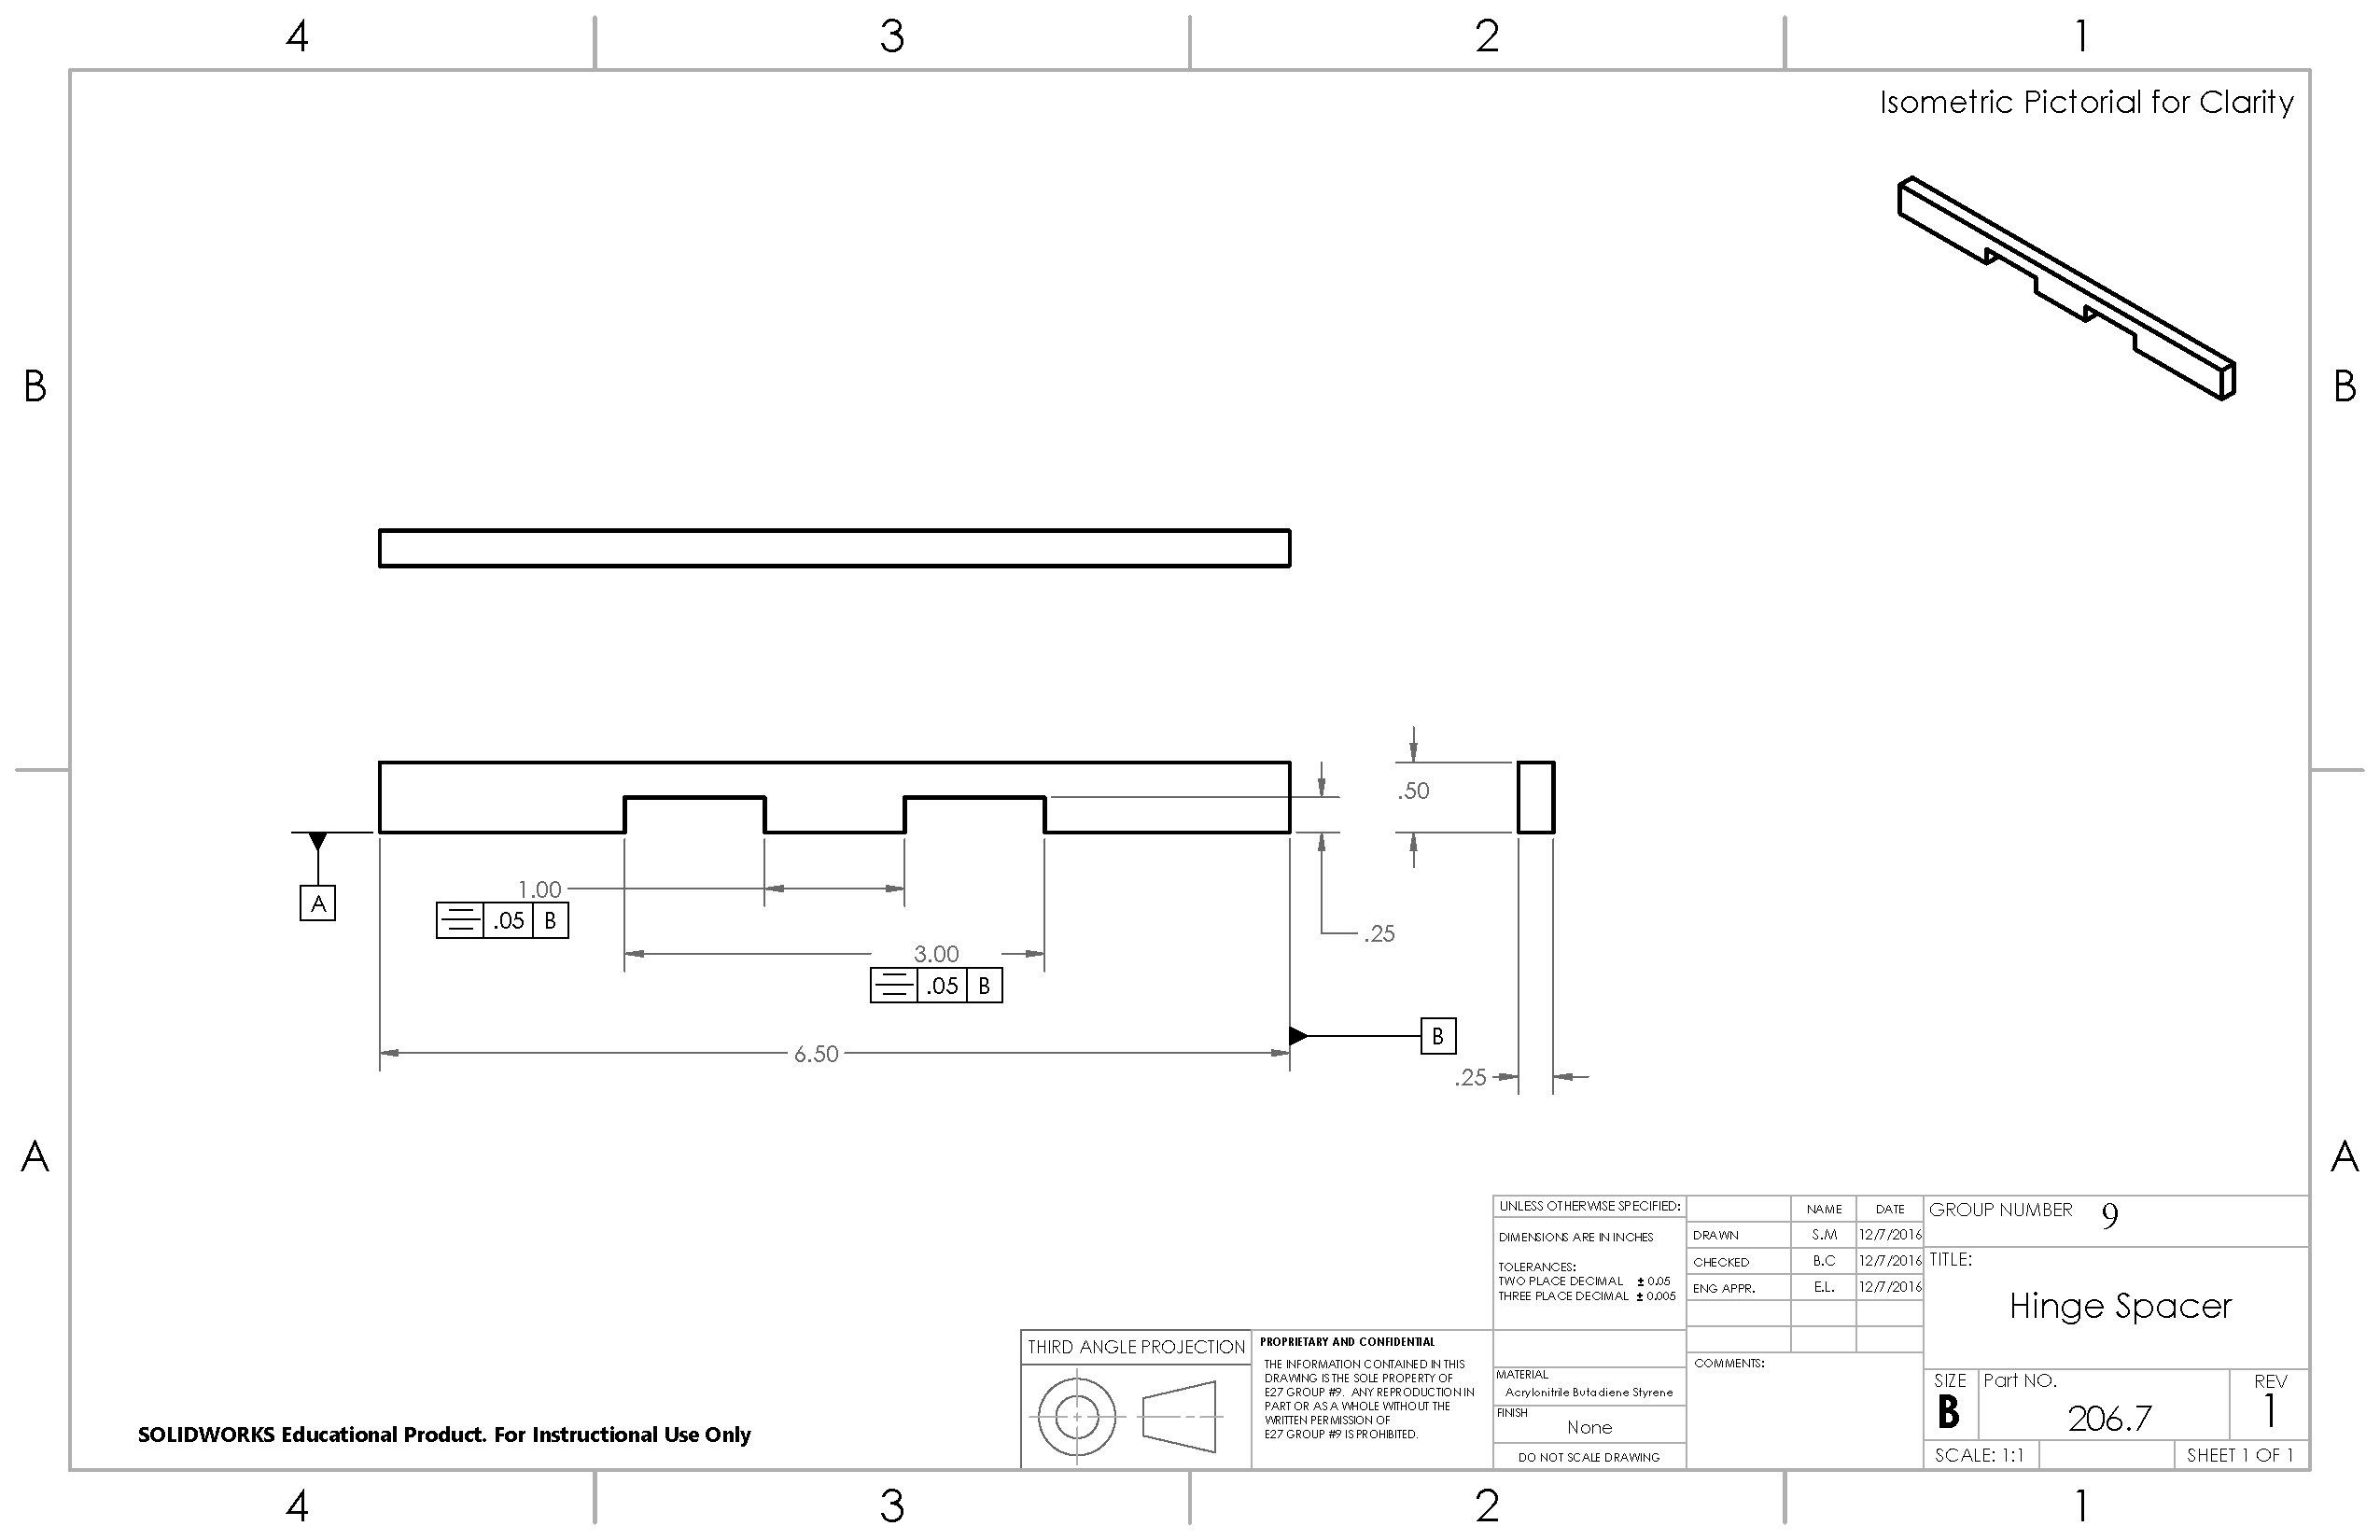 4 3 2 1
Isometric Pictorial for Clarity
B B
.50
A
1.00
.05 B
.25
3.00
.05 B
B
6.50
.25
A A
UNLESS OTHERWISE SPECIFIED:
DIMENSIONS ARE IN INCHES
TOLERANCES:
TWO PLACE DECIMAL ± 0.05
THREE PLACE DECIMAL ± 0.005
NAME DATE
DRAWN S.M 12/7/2016
CHECKED B.C 12/7/2016
ENG APPR. E.L. 12/7/2016
COMMENTS:
GROUP NUMBER 9
TITLE:
Hinge Spacer
THIRD ANGLE PROJECTION
PROPRIETARY AND CONFIDENTIAL
THE INFORMATION CONTAINED IN THIS
DRAWING IS THE SOLE PROPERTY OF
E27 GROUP #9. ANY REPRODUCTION IN
PART OR AS A WHOLE WITHOUT THE
WRITTEN PERMISSION OF
E27 GROUP #9 IS PROHIBITED.
MATERIAL
Acrylonitrile Butadiene Styrene
FINISH
None
DO NOT SCALE DRAWING
SIZE Part NO. REV
B 206.7 1
SCALE: 1:1 SHEET 1 OF 1
SOLIDWORKS Educational Product. For Instructional Use Only
4 3 2 1